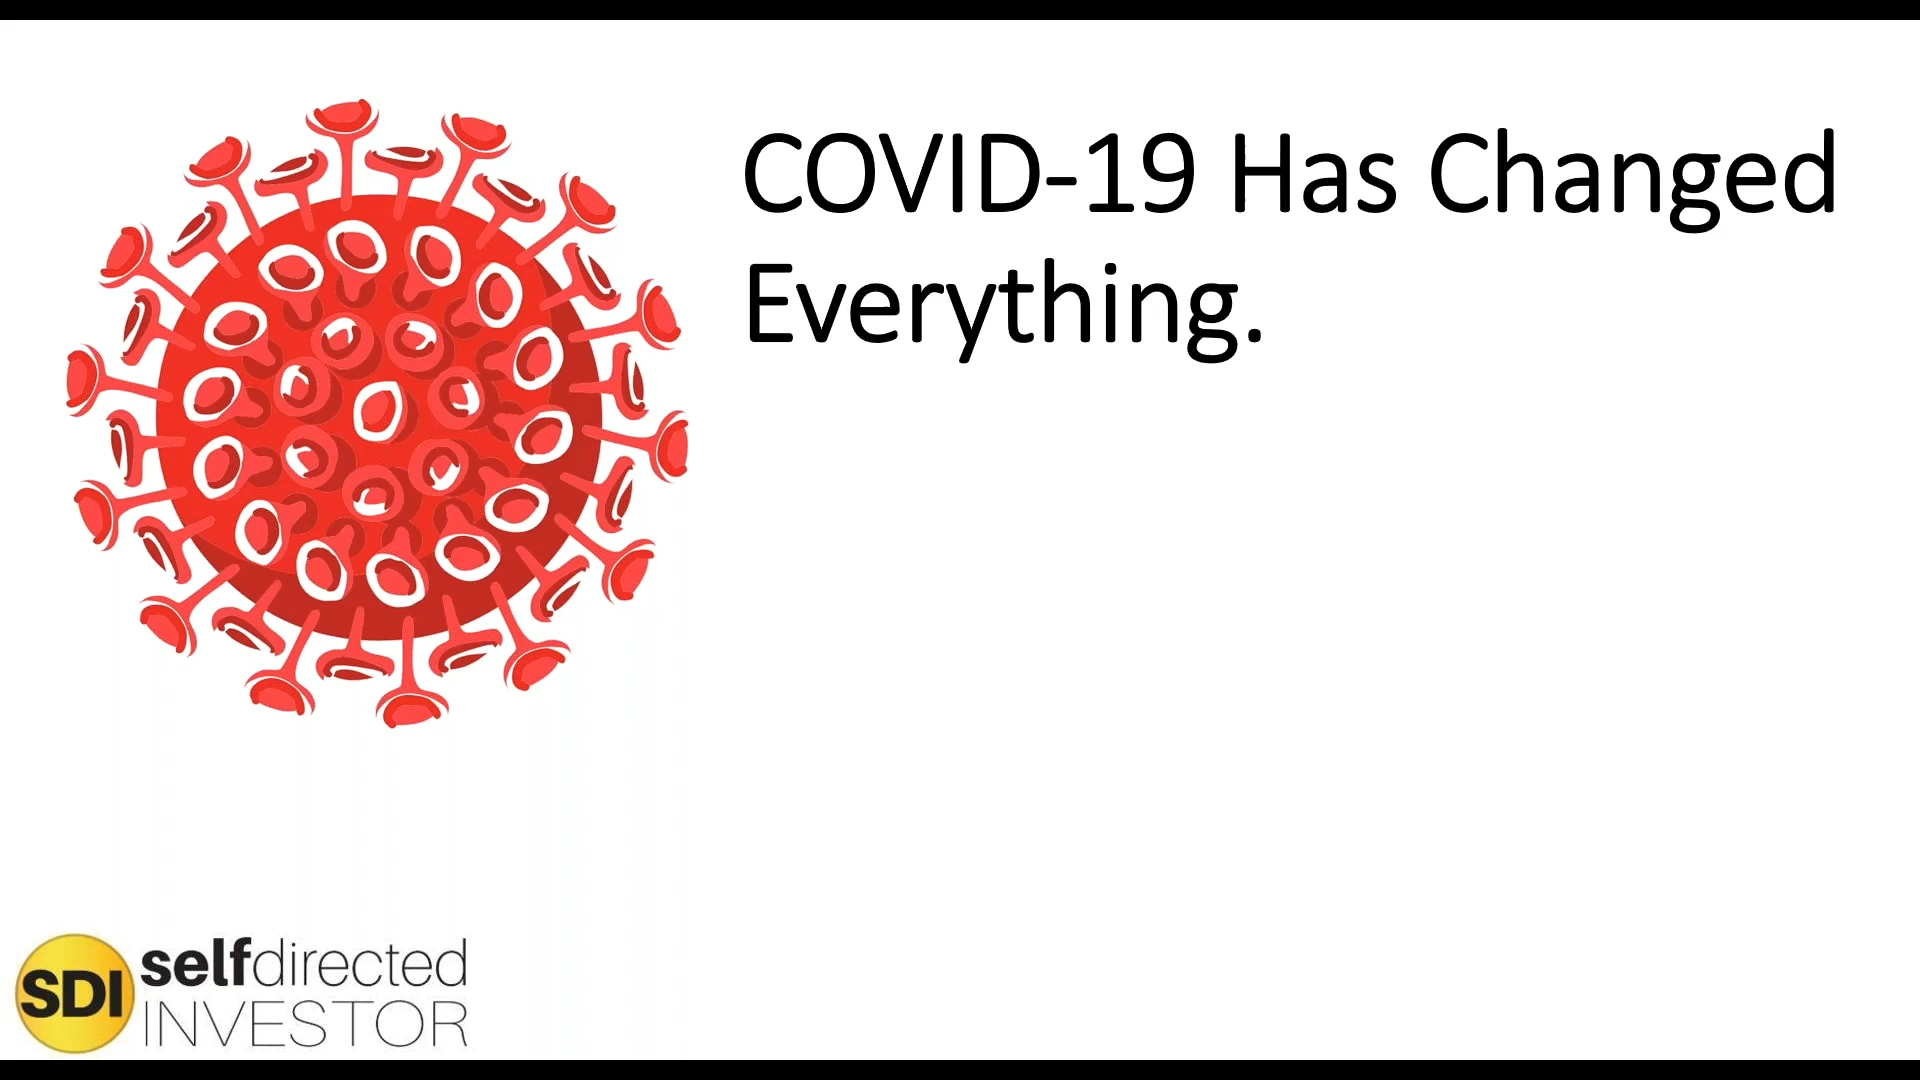 COVID-19 Has Changed
Everything.
SDI
selfdirected
INVESTOR